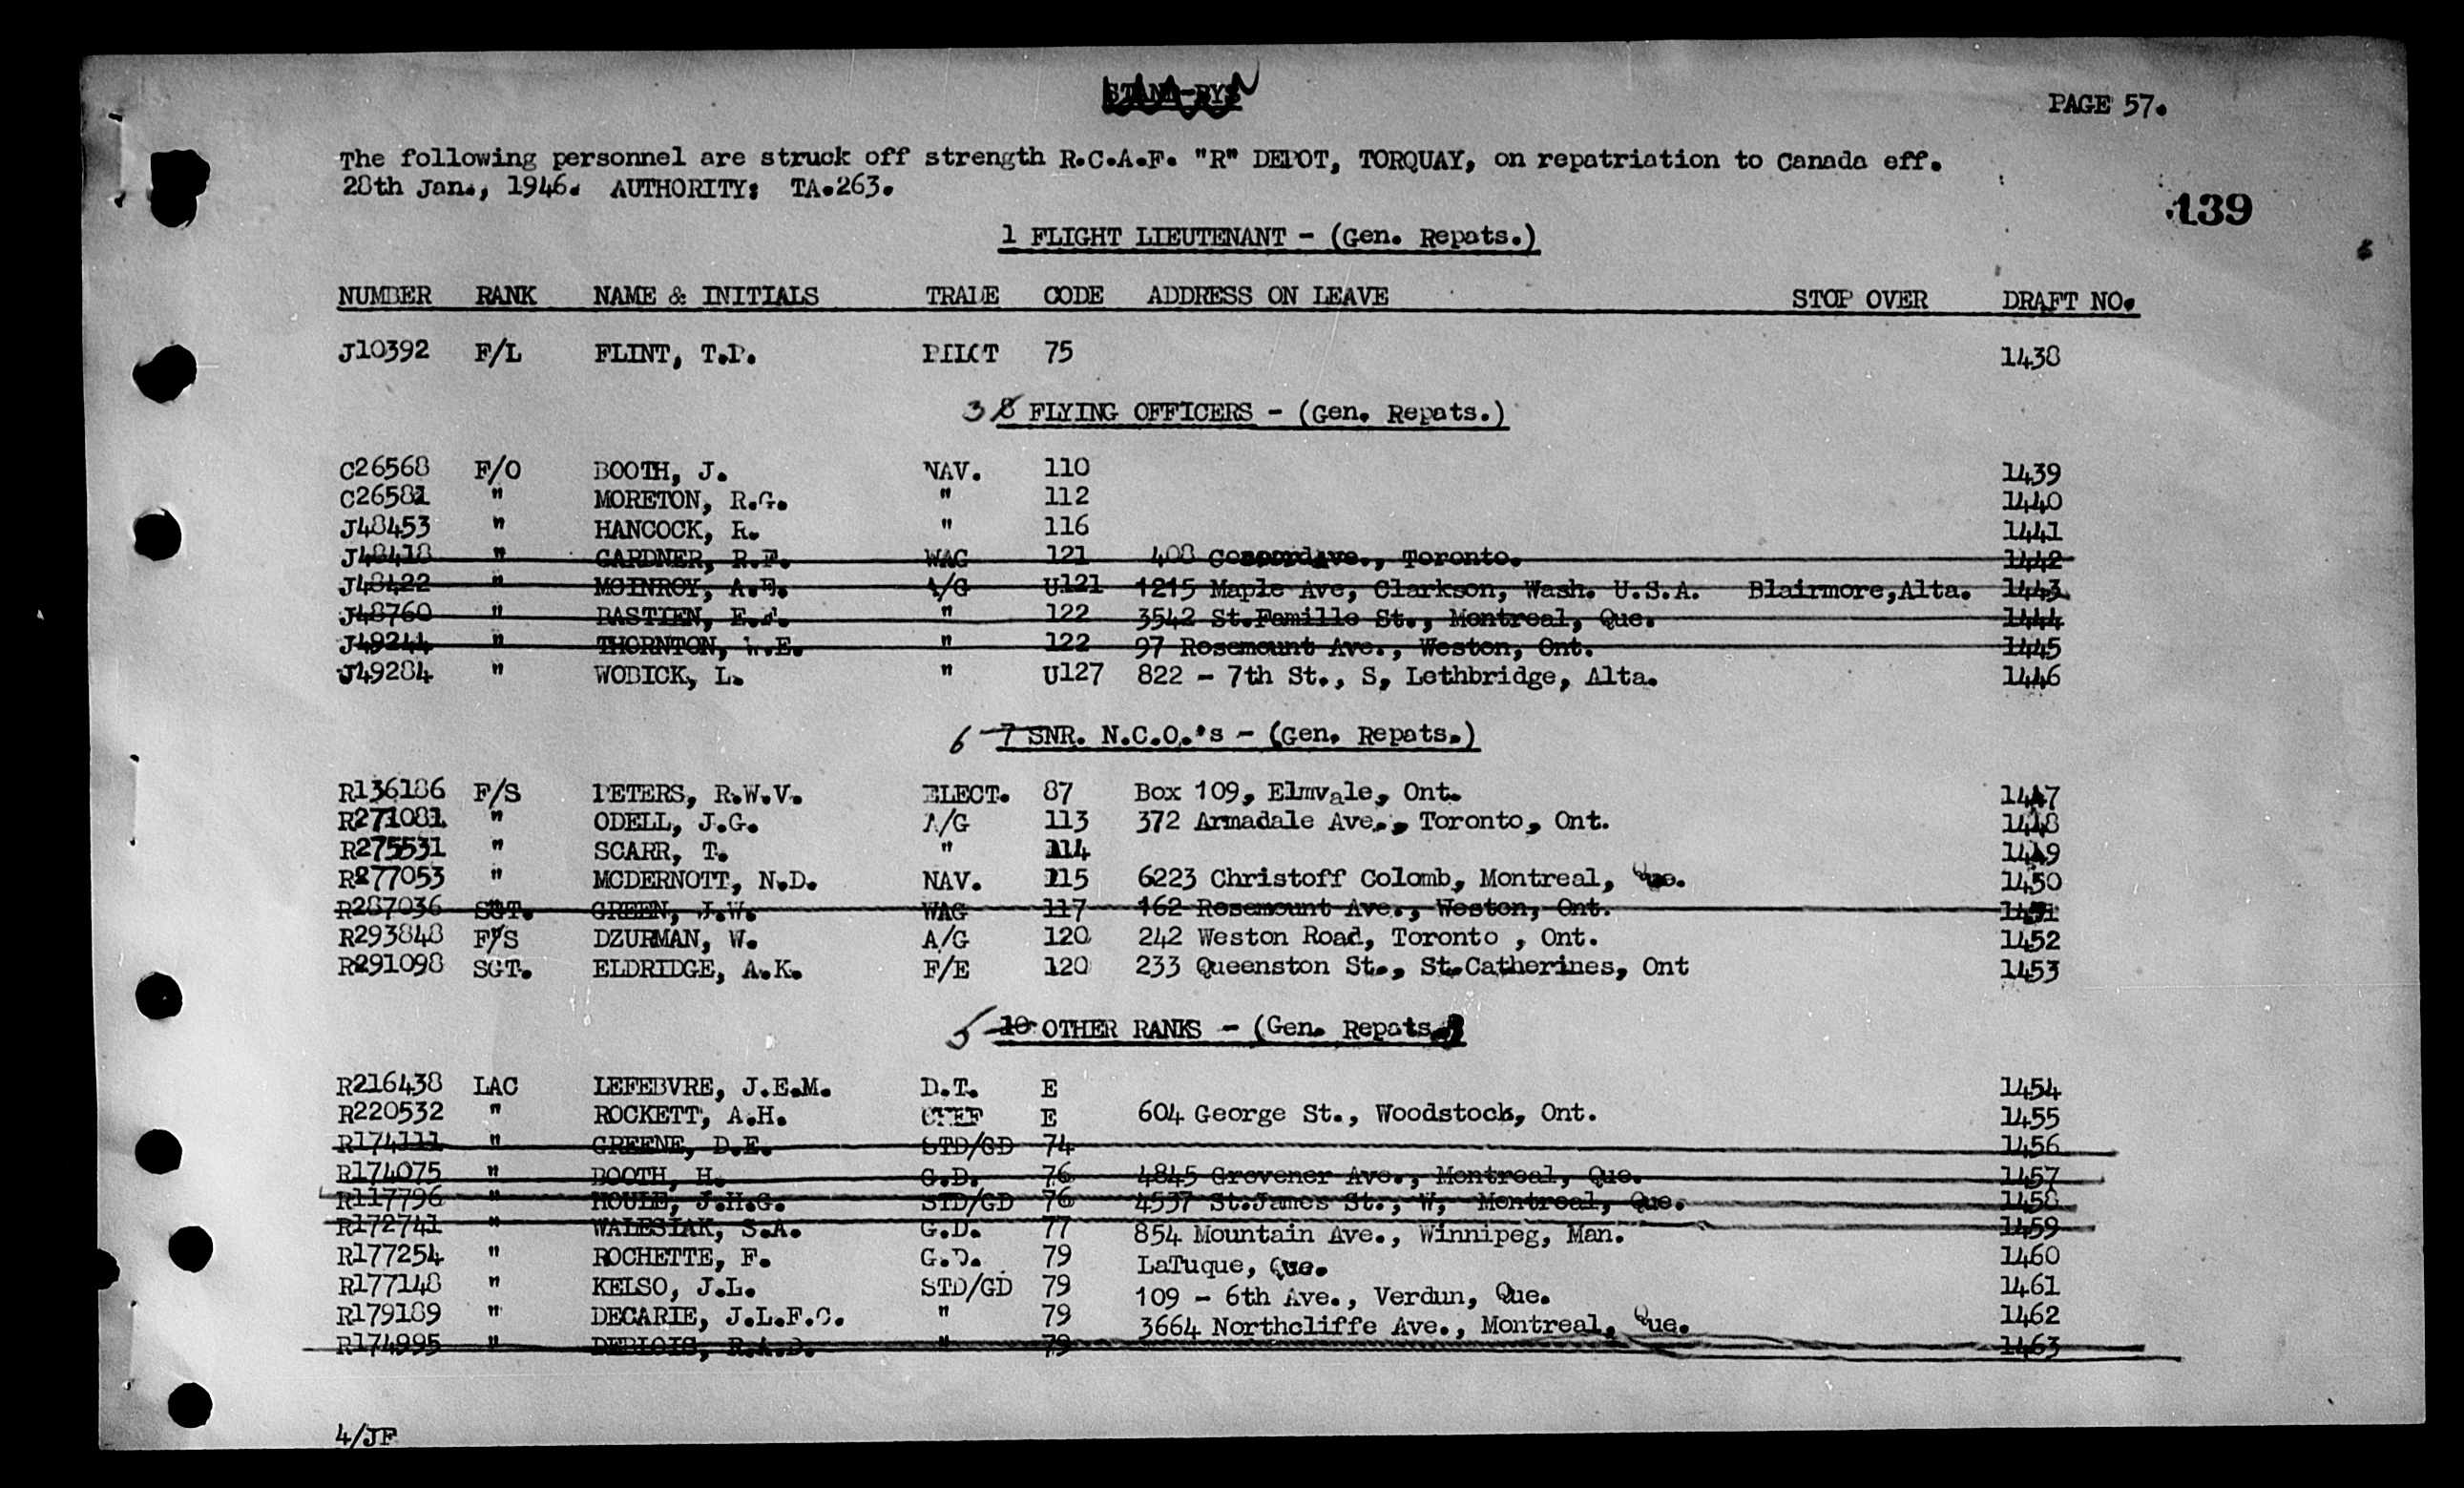 STAND-BYS
PAGE 57.
The following personnel are struck off strength R.C.A.F. "R" DEPOT, TORQUAY, on repatriation to Canada eff.
28th Jan., 1946. AUTHORITY: TA.263.
139
1 FLIGHT LIEUTENANT - (Gen. Repats.)
NUMBER RANK NAME & INITIALS TRADE CODE ADDRESS ON LEAVE STOP OVER DRAFT NO.
J10392 F/L FLINT, T.P. PILOT 75 1438
3 8 FLYING OFFICERS - (Gen. Repats.)
C26568 F/O BOOTH, J. NAV. 110 1439
C26581 " MORETON, R.G. " 112 1440
J48453 " HANCOCK, R. " 116 1441
J48418 " GARDNER, R.F. WAG 121 408 Ave., Toronto. 1442
J48422 " MCINROY, A.E. A/G U121 1215 Maple Ave, Clarkson, Wash. U.S.A. Blairmore,Alta. 1443
J48760 " BASTIEN, E.F. " 122 3542 St.Famille St., Montreal, Que. 1444
J49244 " THORNTON, W.E. " 122 97 Rosemount Ave., Weston, Ont. 1445
J49284 " WOBICK, L. " U127 822 - 7th St., S, Lethbridge, Alta. 1446
6 7 SNR. N.C.O.'s - (Gen. Repats.)
R136186 F/S PETERS, R.W.V. ELECT. 87 Box 109, Elmvale, Ont. 1447
R271081 " ODELL, J.G. A/G 113 372 Armadale Ave., Toronto, Ont. 1448
R275531 " SCARR, T. " 114 1449
R277053 " MCDERNOTT, N.D. NAV. 115 6223 Christoff Colomb, Montreal, Que. 1450
R287036 SGT. GREEN, J.W. WAG 117 162 Rosemount Ave., Weston, Ont. 1451
R293848 F/S DZURMAN, W. A/G 120 242 Weston Road, Toronto , Ont. 1452
R291098 SGT. ELDRIDGE, A.K. F/E 120 233 Queenston St., St.Catherines, Ont 1453
5 10 OTHER RANKS - (Gen. Repats.)
R216438 LAC LEFEBVRE, J.E.M. D.T. E 1454
R220532 " ROCKETT, A.H. CHEF E 604 George St., Woodstock, Ont. 1455
R174111 " GREENE, D.E. STD/GD 74 1456
R174075 " BOOTH, H. G.D. 76 4845 Grovener Ave., Montreal, Que. 1457
R117796 " MOULE, J.H.G. STD/GD 76 4537 St.James St., W, Montreal, Que. 1458
R172741 " WALESIAK, S.A. G.D. 77 854 Mountain Ave., Winnipeg, Man. 1459
R177254 " ROCHETTE, F. G.D. 79 LaTuque, Que. 1460
R177148 " KELSO, J.L. STD/GD 79 109 - 6th Ave., Verdun, Que. 1461
R179189 " DECARIE, J.L.F.C. " 79 3664 Northcliffe Ave., Montreal, Que. 1462
R174995 " DEBLOIS, R.A.D. " 79 1463
4/JF